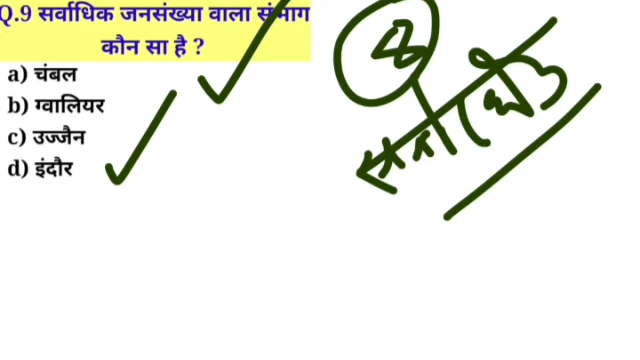 Q.9 सर्वाधिक जनसंख्या वाला संभाग
कौन सा है ?
a) चंबल
b) ग्वालियर
c) उज्जैन
d) इंदौर